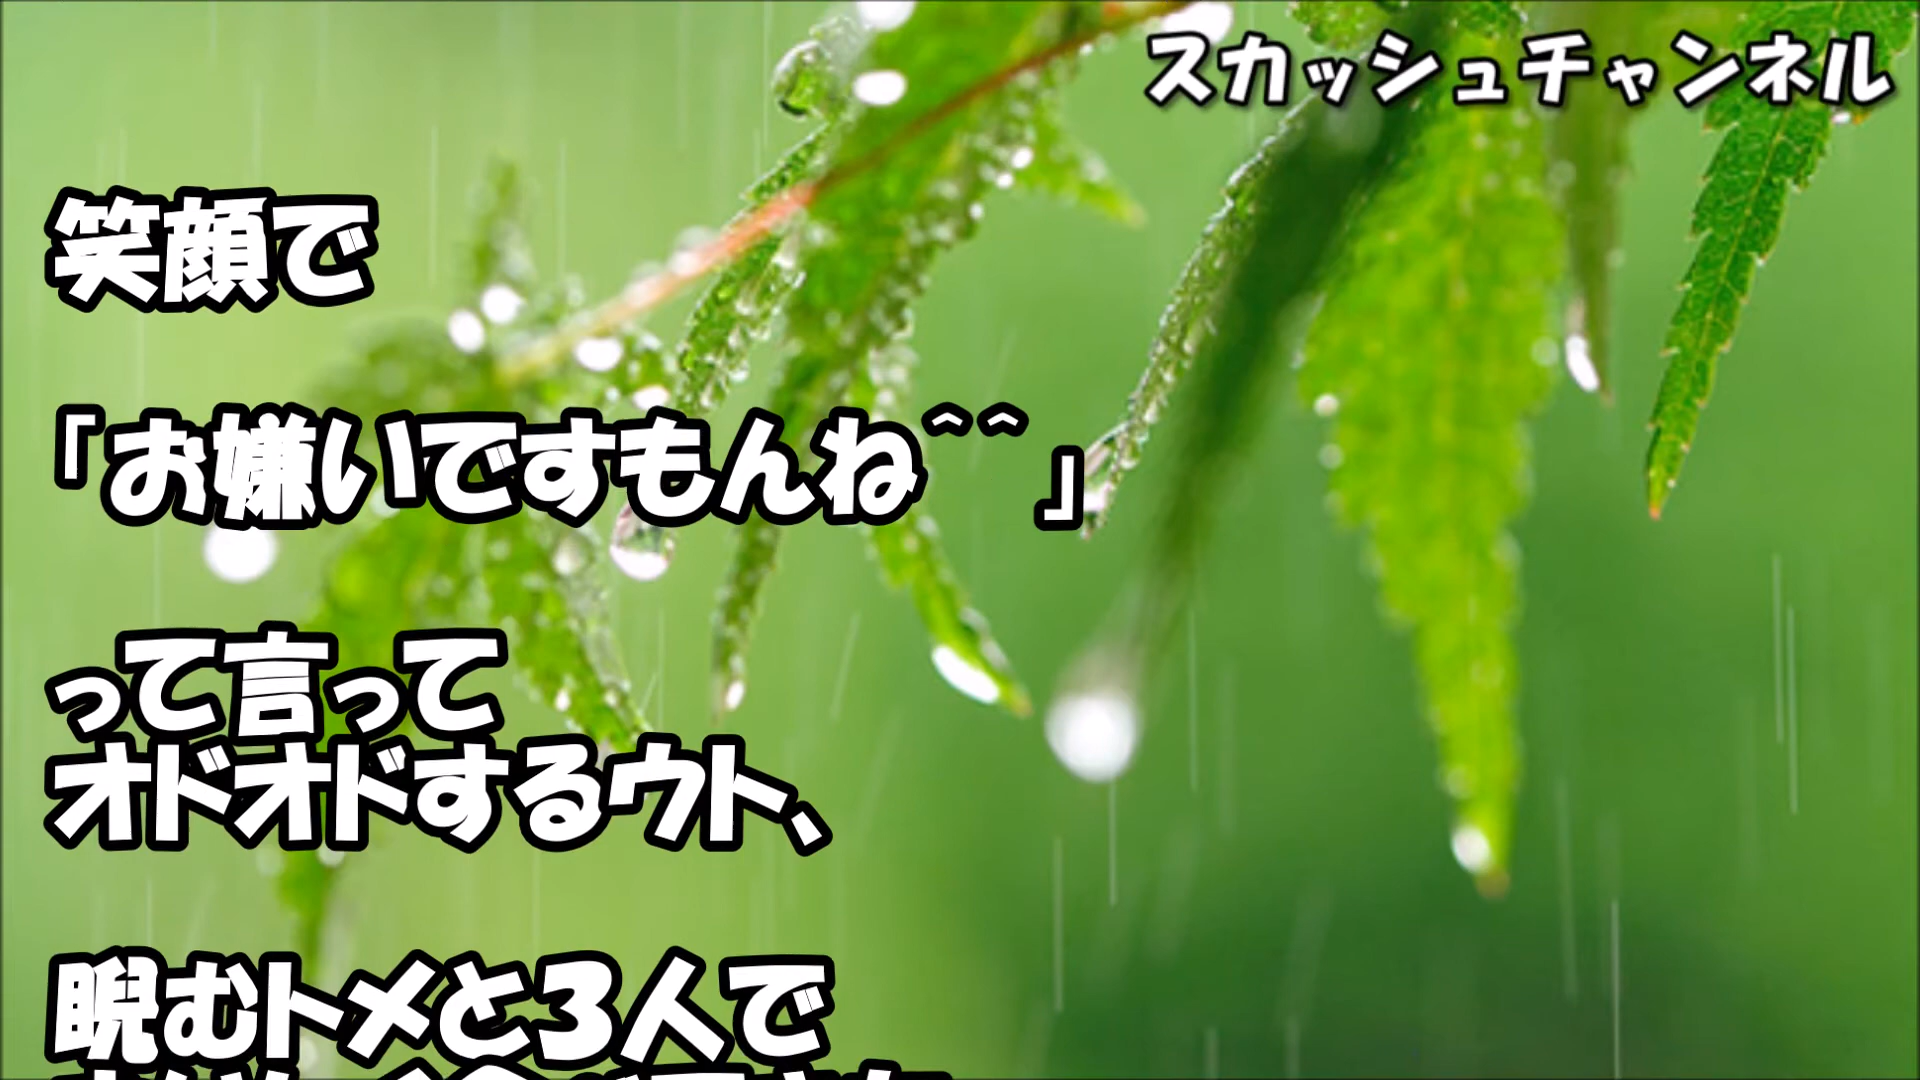 スカッシュチャンネル
笑顔で
「お嫌いですもんね＾＾」
って言って
オドオドするウト、
睨むトメと3人で